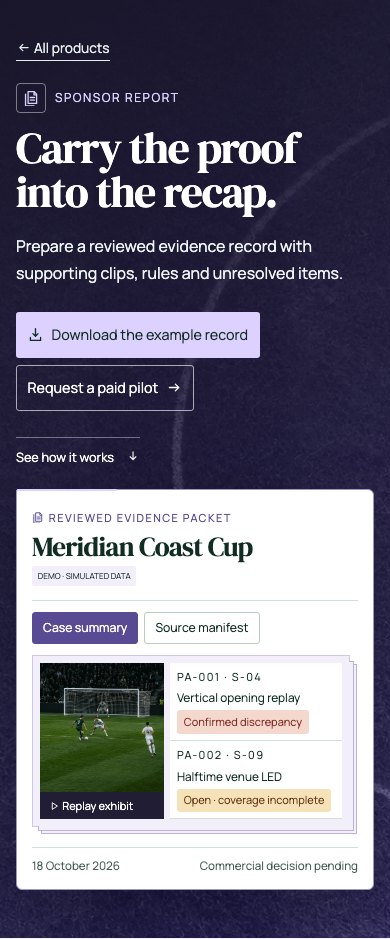 ← All products
SPONSOR REPORT
Carry the proof
into the recap.
Prepare a reviewed evidence record with
supporting clips, rules and unresolved items.
Download the example record
Request a paid pilot →
See how it works ↓
REVIEWED EVIDENCE PACKET
Meridian Coast Cup
DEMO · SIMULATED DATA
Case summary
Source manifest
PA-001 · S-04
Vertical opening replay
Confirmed discrepancy
PA-002 · S-09
Halftime venue LED
Open · coverage incomplete
Replay exhibit
18 October 2026
Commercial decision pending